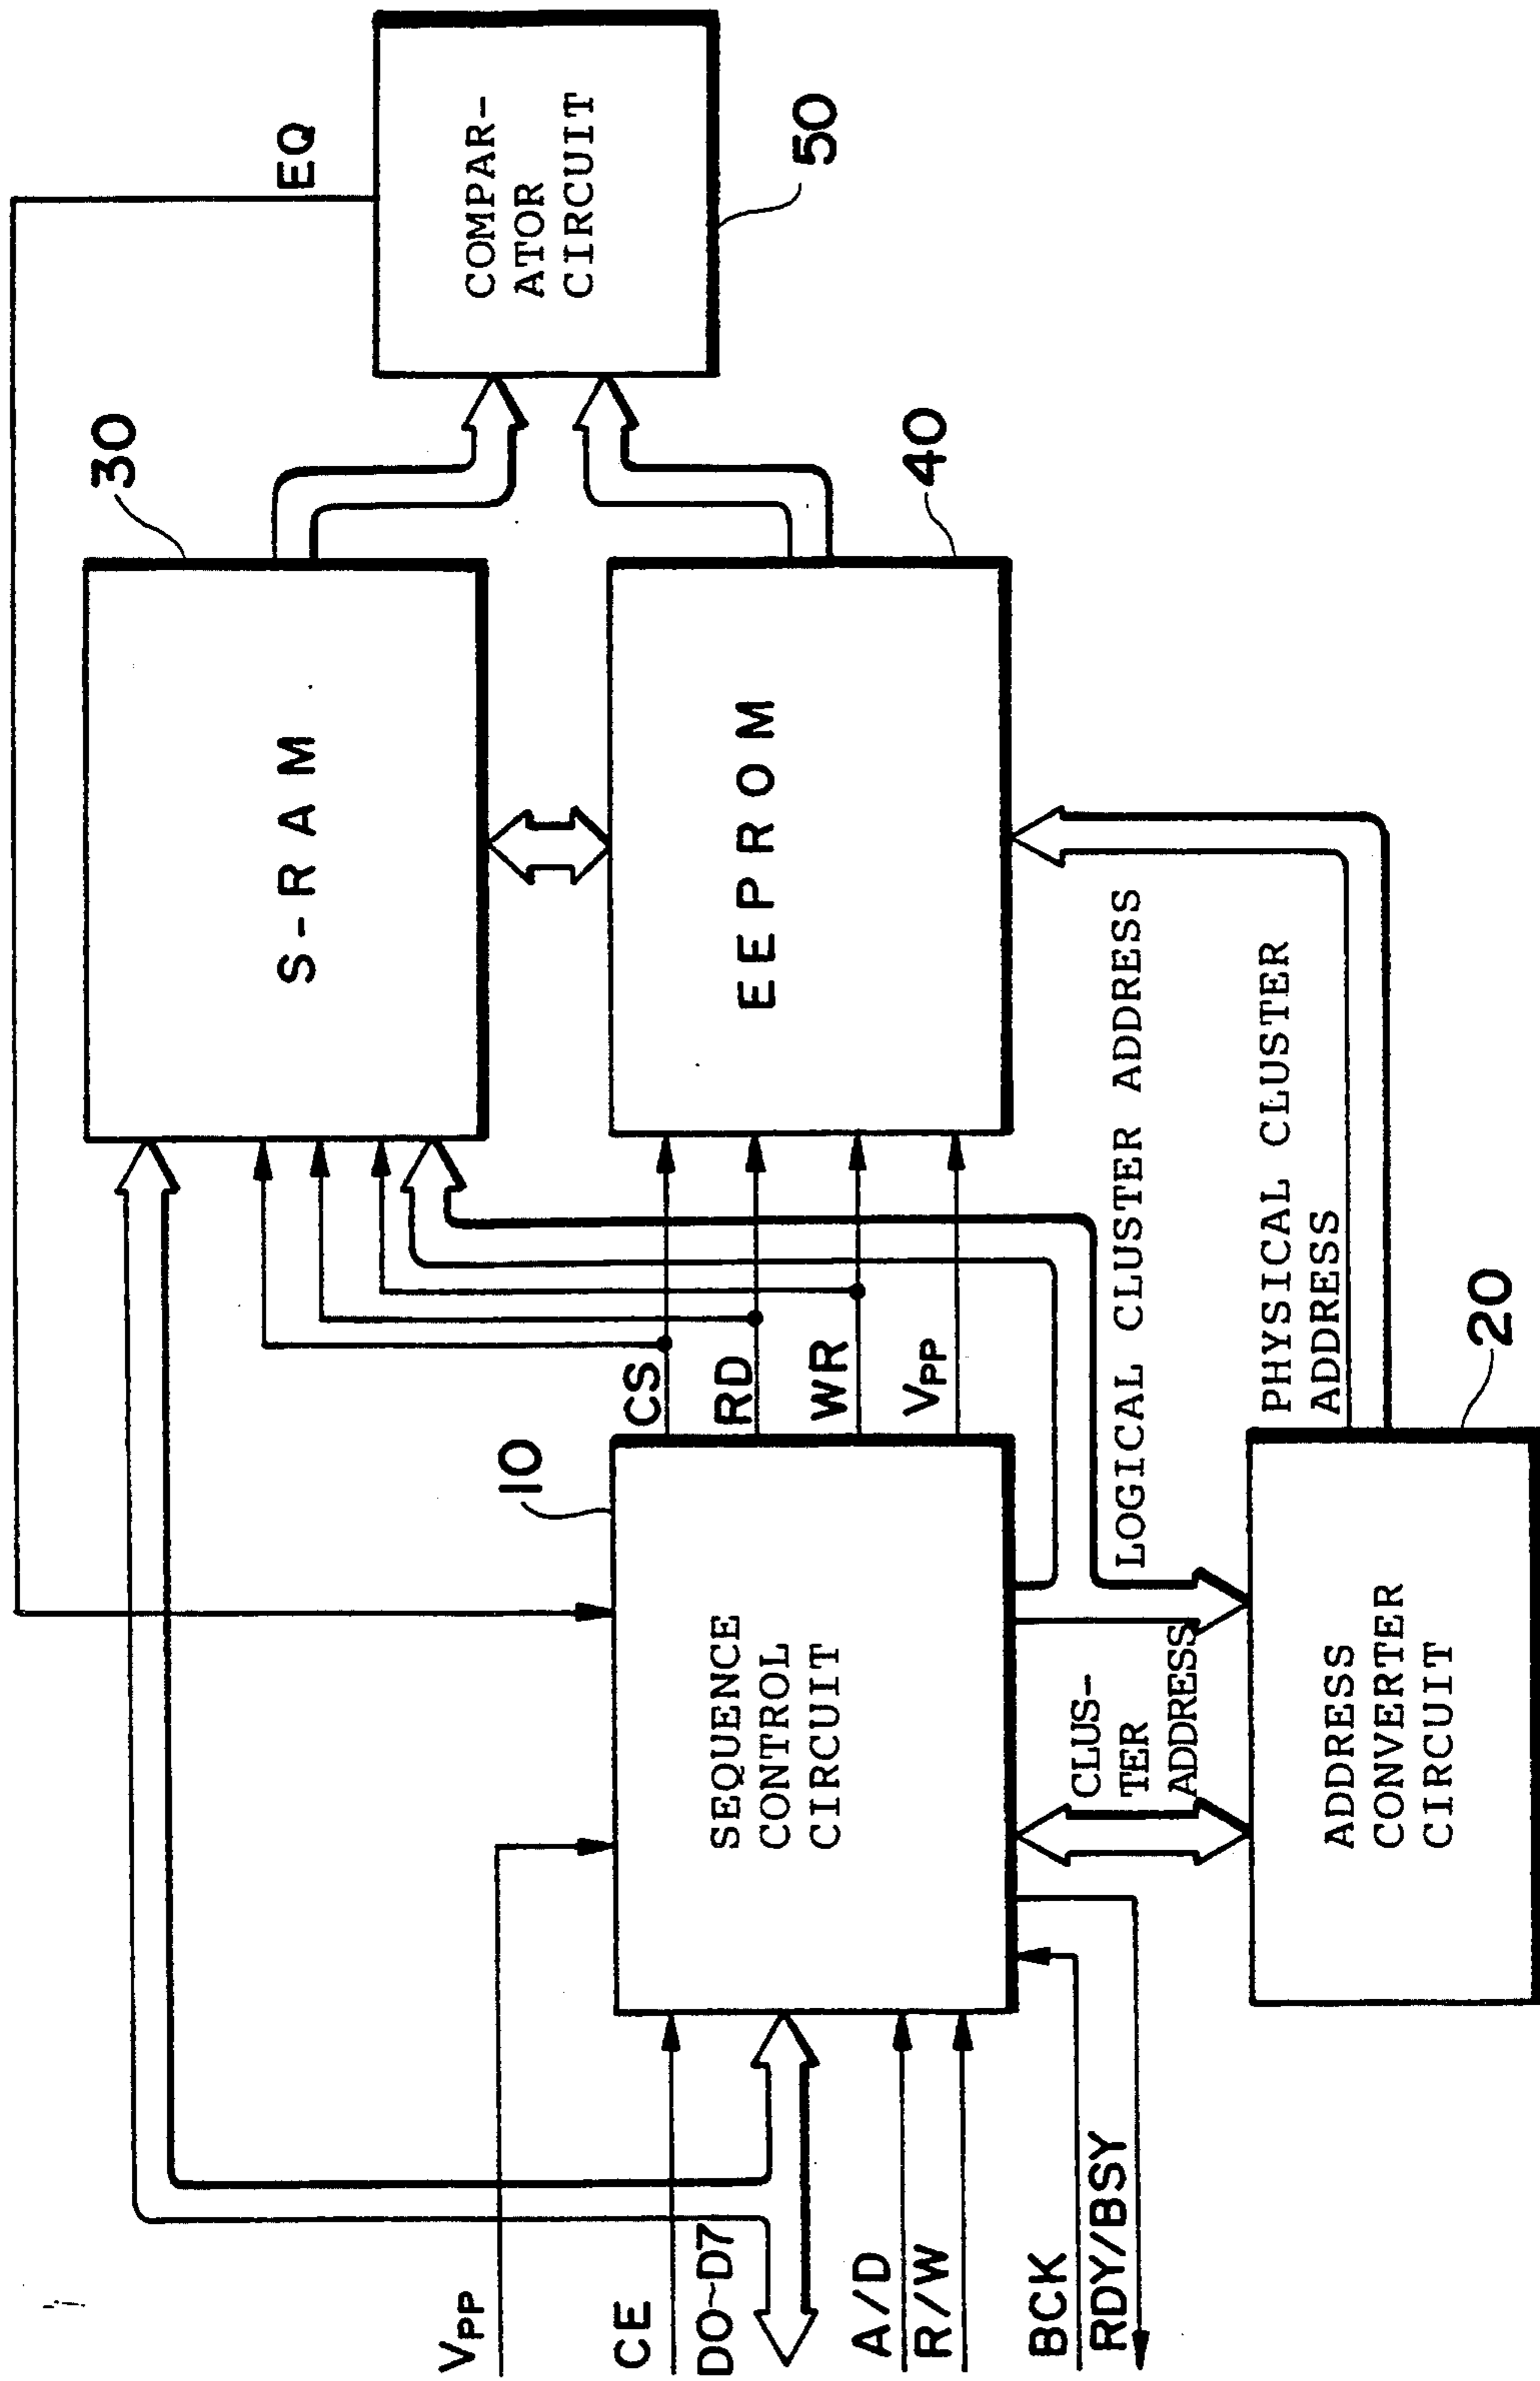 EQ
COMPAR-
ATOR
CIRCUIT
50
30
S-RAM
40
EEPROM
CS
RD
WR
VPP
10
SEQUENCE
CONTROL
CIRCUIT
LOGICAL CLUSTER ADDRESS
PHYSICAL CLUSTER
ADDRESS
CLUS-
TER
ADDRESS
20
ADDRESS
CONVERTER
CIRCUIT
VPP
CE
D0~D7
A/D
R/W
BCK
RDY/BSY